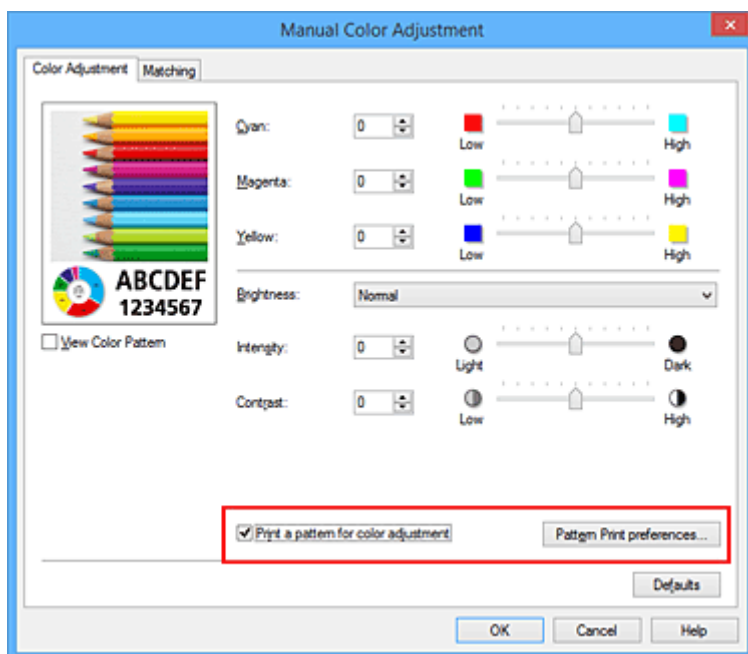 Manual Color Adjustment
Color Adjustment Matching
Cyan: 0 Low High
Magenta: 0 Low High
Yellow: 0 Low High
ABCDEF
1234567
Brightness: Normal
View Color Pattern
Intensity: 0 Light Dark
Contrast: 0 Low High
Print a pattern for color adjustment Pattern Print preferences...
Defaults
OK Cancel Help